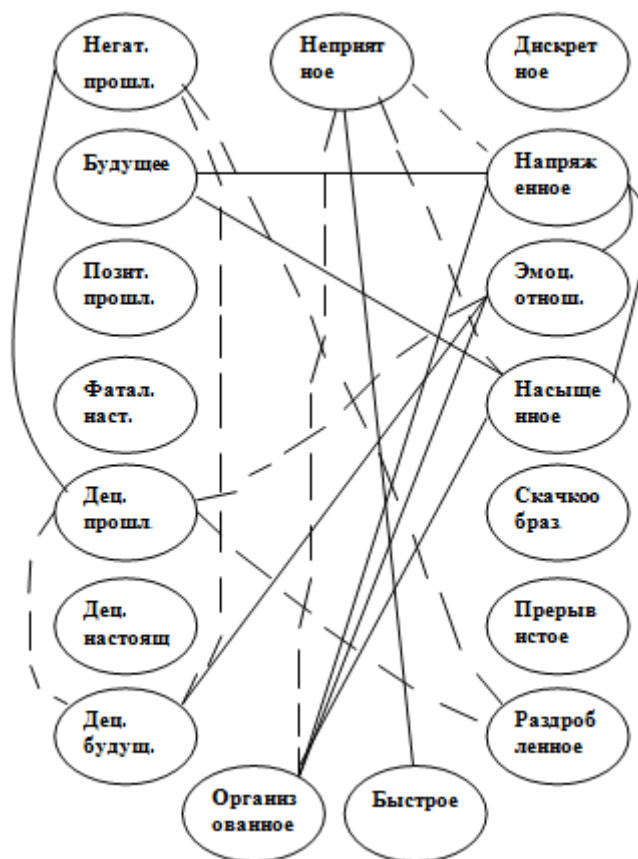 Негат.
прошл.
Неприят
ное
Дискрет
ное
Будущее
Напряж
енное
Позит.
прошл.
Эмоц.
отнош.
Фатал.
наст.
Насыще
нное
Дец.
прошл
Скачкоо
браз
Дец.
настоящ
Прерыв
истое
Дец.
будущ.
Раздроб
ленное
Организ
ованное
Быстрое